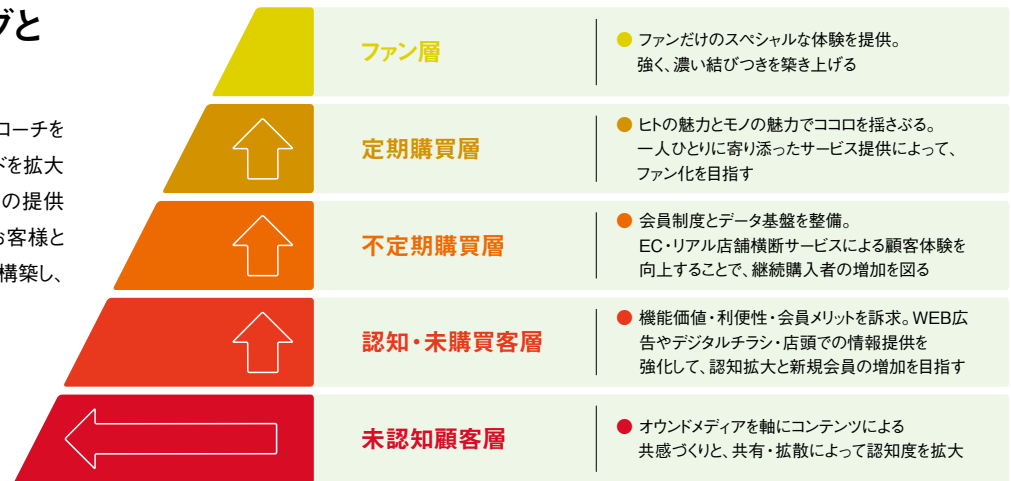 グと
ローチを
ドを拡大
の提供
お客様と
構築し、
ファン層
● ファンだけのスペシャルな体験を提供。
強く、濃い結びつきを築き上げる
定期購買層
● ヒトの魅力とモノの魅力でココロを揺さぶる。
一人ひとりに寄り添ったサービス提供によって、
ファン化を目指す
不定期購買層
● 会員制度とデータ基盤を整備。
EC・リアル店舗横断サービスによる顧客体験を
向上することで、継続購入者の増加を図る
認知・未購買客層
● 機能価値・利便性・会員メリットを訴求。WEB広
告やデジタルチラシ・店頭での情報提供を
強化して、認知拡大と新規会員の増加を目指す
未認知顧客層
● オウンドメディアを軸にコンテンツによる
共感づくりと、共有・拡散によって認知度を拡大